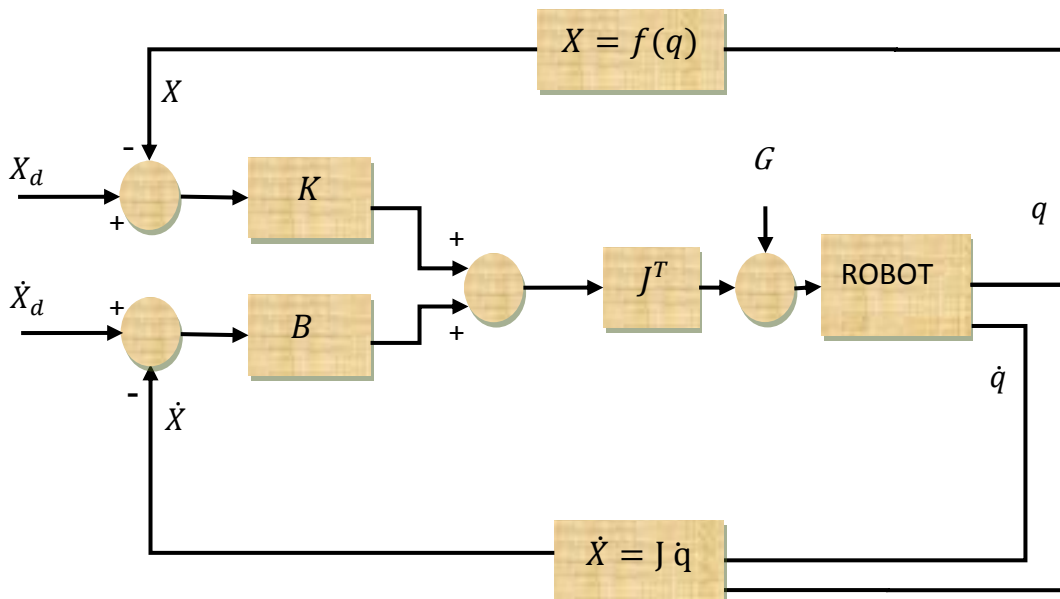 X = f(q)
X
-
X_d
+
K
G
q
+
Ẋ_d
+
B
+
J^T
ROBOT
-
Ẋ
q̇
Ẋ = J q̇